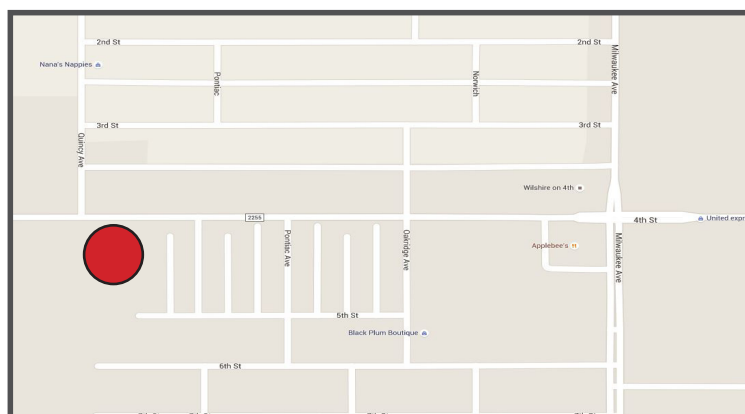 2nd St
2nd St
Nana's Nappies
Pontiac
Norwich
Milwaukee Ave
3rd St
3rd St
Quincy Ave
Wilshire on 4th
2255
4th St
United expr
Pontiac Ave
Oakridge Ave
Applebee's
Milwaukee Ave
5th St
Black Plum Boutique
6th St